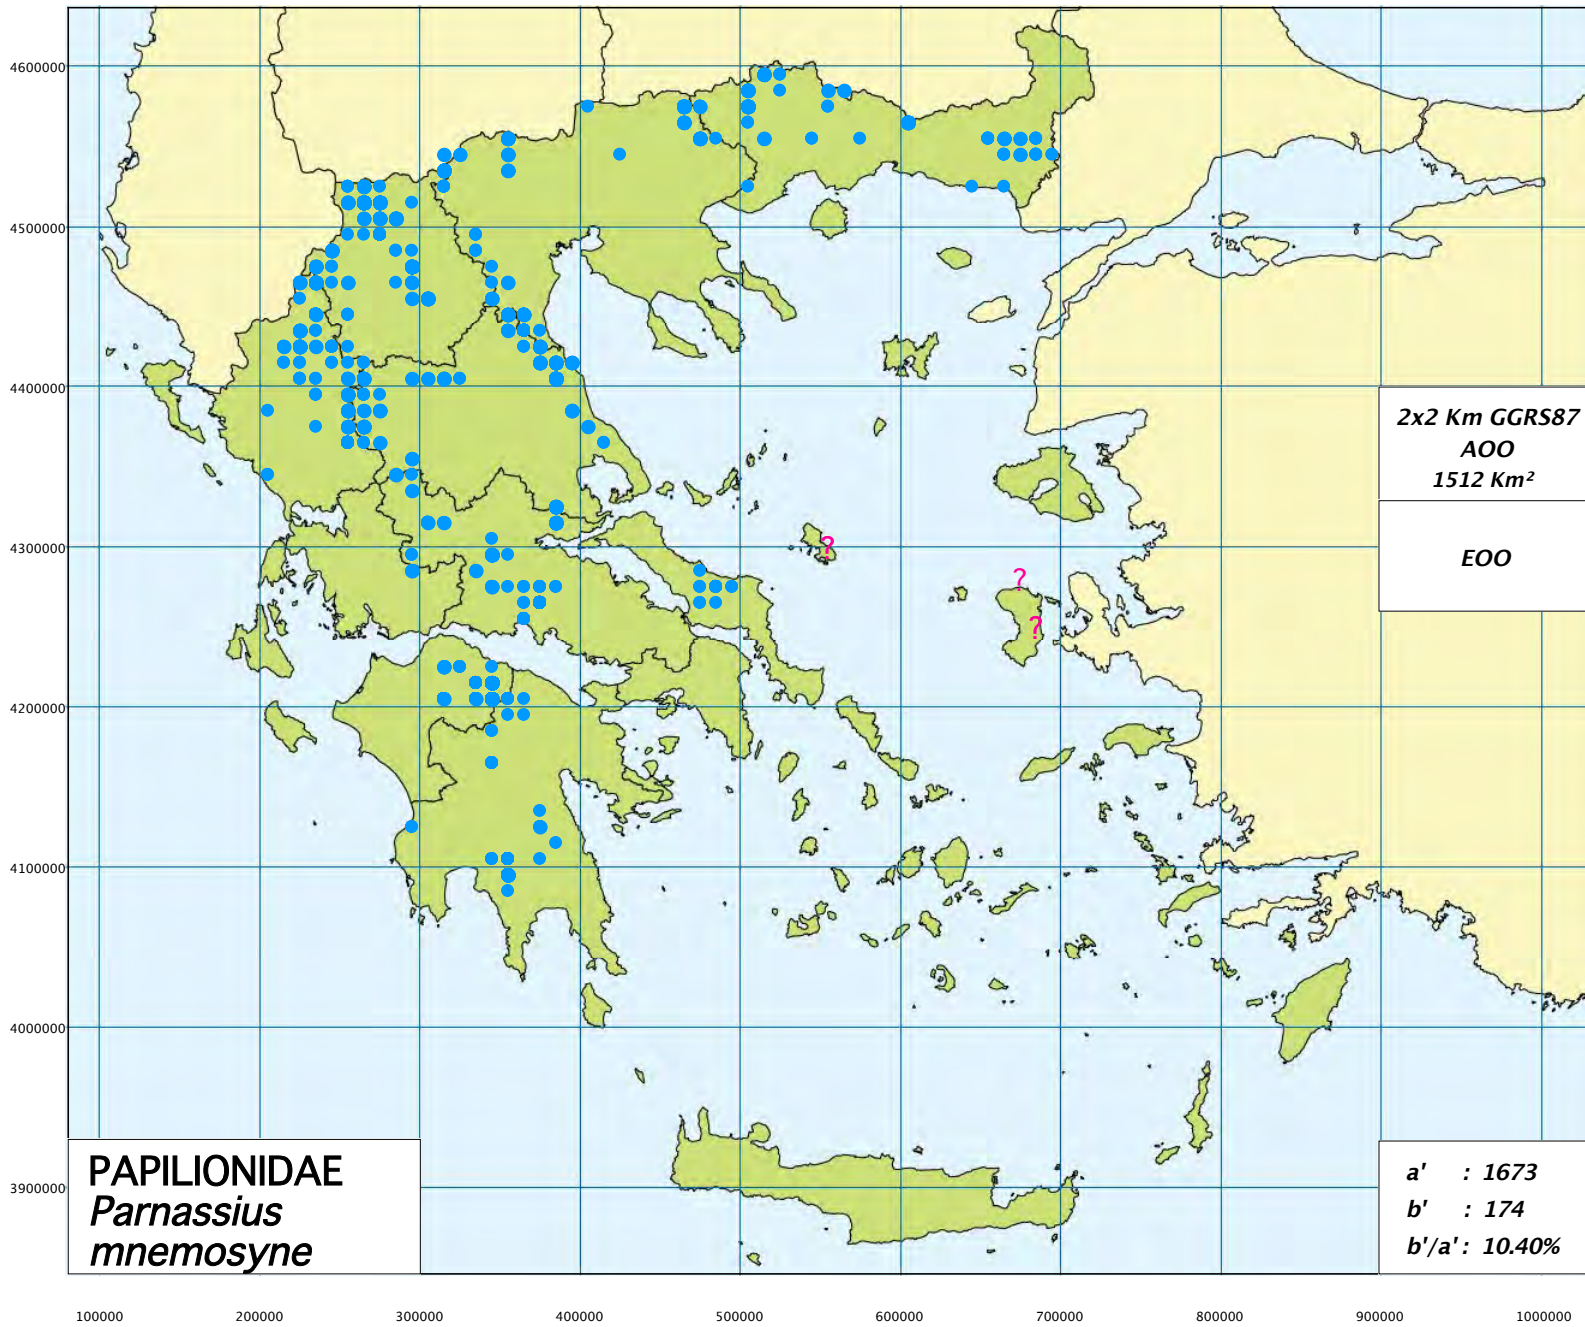 4600000
4500000
4400000
2x2 Km GGRS87
AOO
1512 Km²
4300000
?
EOO
?
?
4200000
4100000
4000000
3900000
PAPILIONIDAE
Parnassius
mnemosyne
a' : 1673
b' : 174
b'/a' : 10.40%
100000 200000 300000 400000 500000 600000 700000 800000 900000 1000000